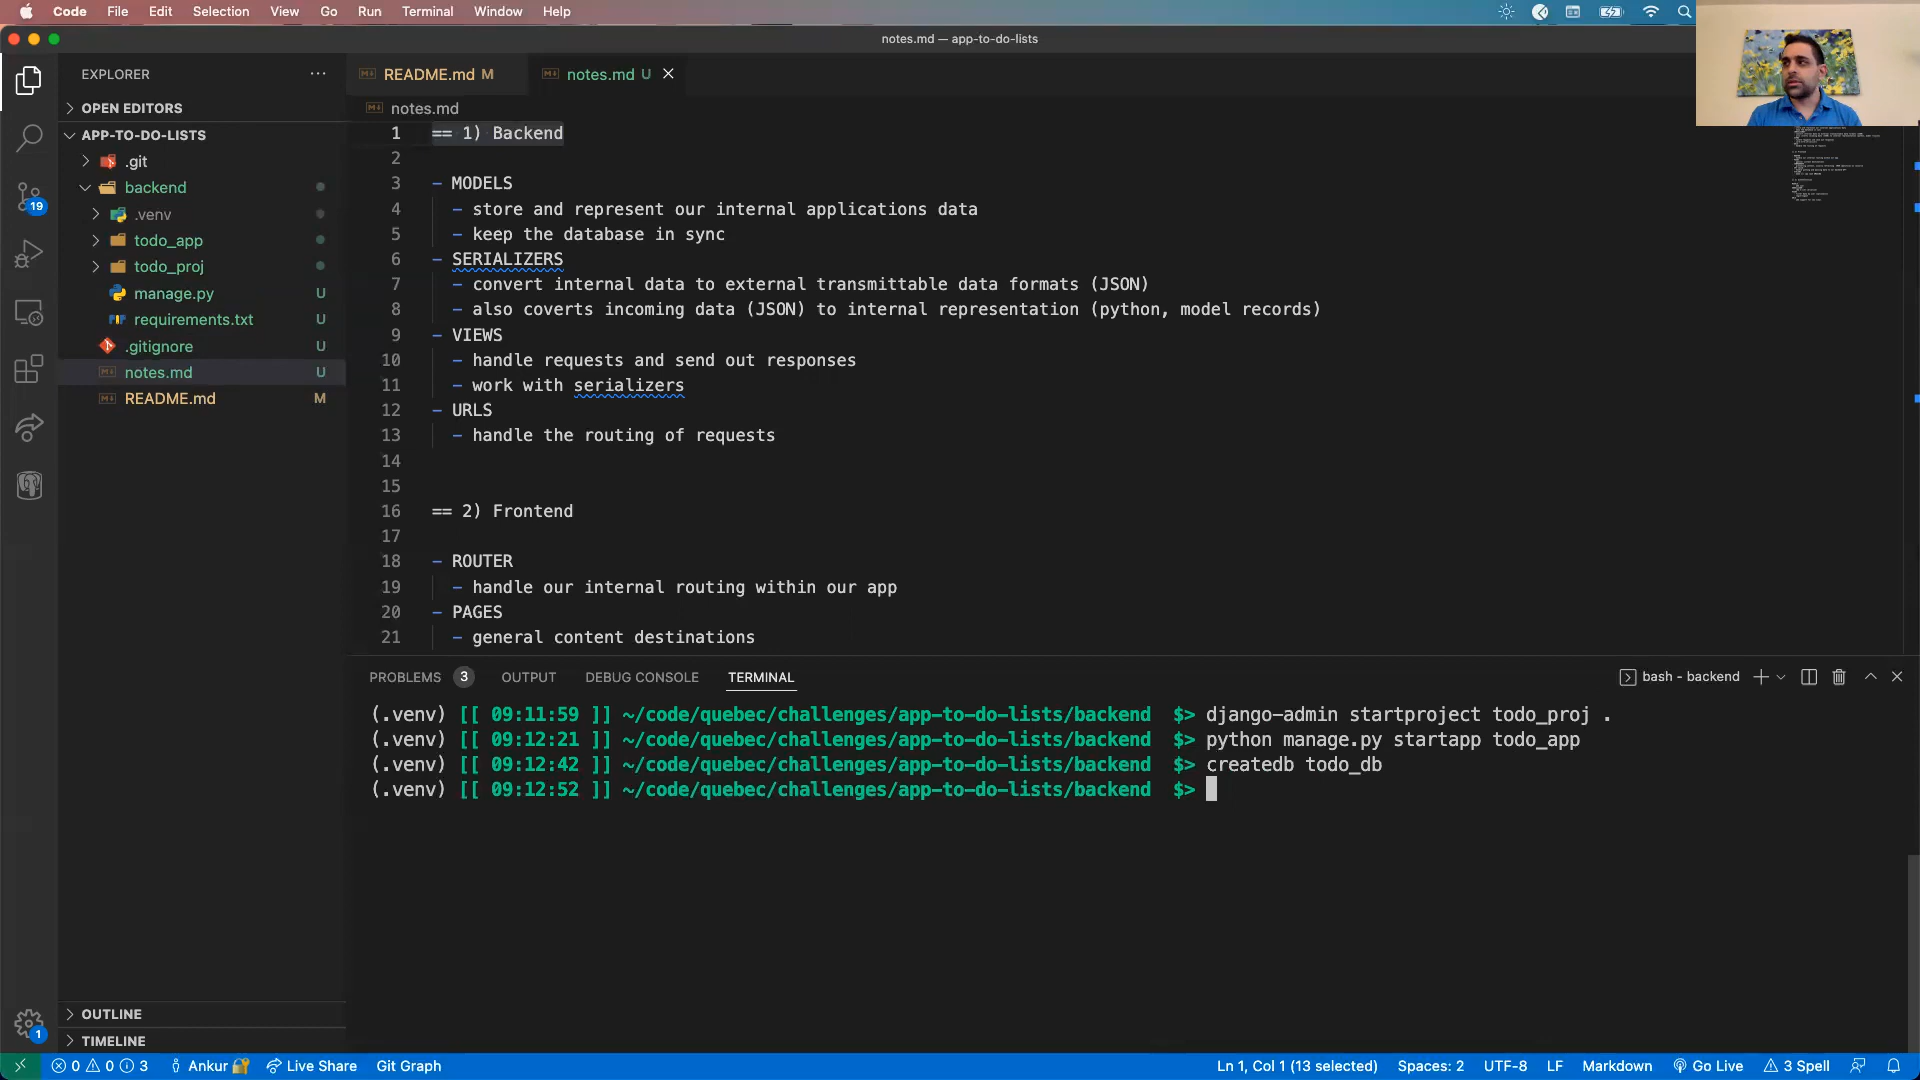 Code File Edit Selection View Go Run Terminal Window Help
notes.md — app-to-do-lists
EXPLORER
README.md M notes.md U
OPEN EDITORS
notes.md
APP-TO-DO-LISTS
.git
backend
.venv
todo_app
todo_proj
manage.py U
requirements.txt U
.gitignore U
notes.md U
README.md M
19
1 == 1) Backend
2
3 - MODELS
4 - store and represent our internal applications data
5 - keep the database in sync
6 - SERIALIZERS
7 - convert internal data to external transmittable data formats (JSON)
8 - also coverts incoming data (JSON) to internal representation (python, model records)
9 - VIEWS
10 - handle requests and send out responses
11 - work with serializers
12 - URLS
13 - handle the routing of requests
14
15
16 == 2) Frontend
17
18 - ROUTER
19 - handle our internal routing within our app
20 - PAGES
21 - general content destinations
PROBLEMS 3 OUTPUT DEBUG CONSOLE TERMINAL bash - backend
(.venv) [[ 09:11:59 ]] ~/code/quebec/challenges/app-to-do-lists/backend $> django-admin startproject todo_proj .
(.venv) [[ 09:12:21 ]] ~/code/quebec/challenges/app-to-do-lists/backend $> python manage.py startapp todo_app
(.venv) [[ 09:12:42 ]] ~/code/quebec/challenges/app-to-do-lists/backend $> createdb todo_db
(.venv) [[ 09:12:52 ]] ~/code/quebec/challenges/app-to-do-lists/backend $>
OUTLINE
TIMELINE
1
0 0 3 Ankur Live Share Git Graph Ln 1, Col 1 (13 selected) Spaces: 2 UTF-8 LF Markdown Go Live 3 Spell